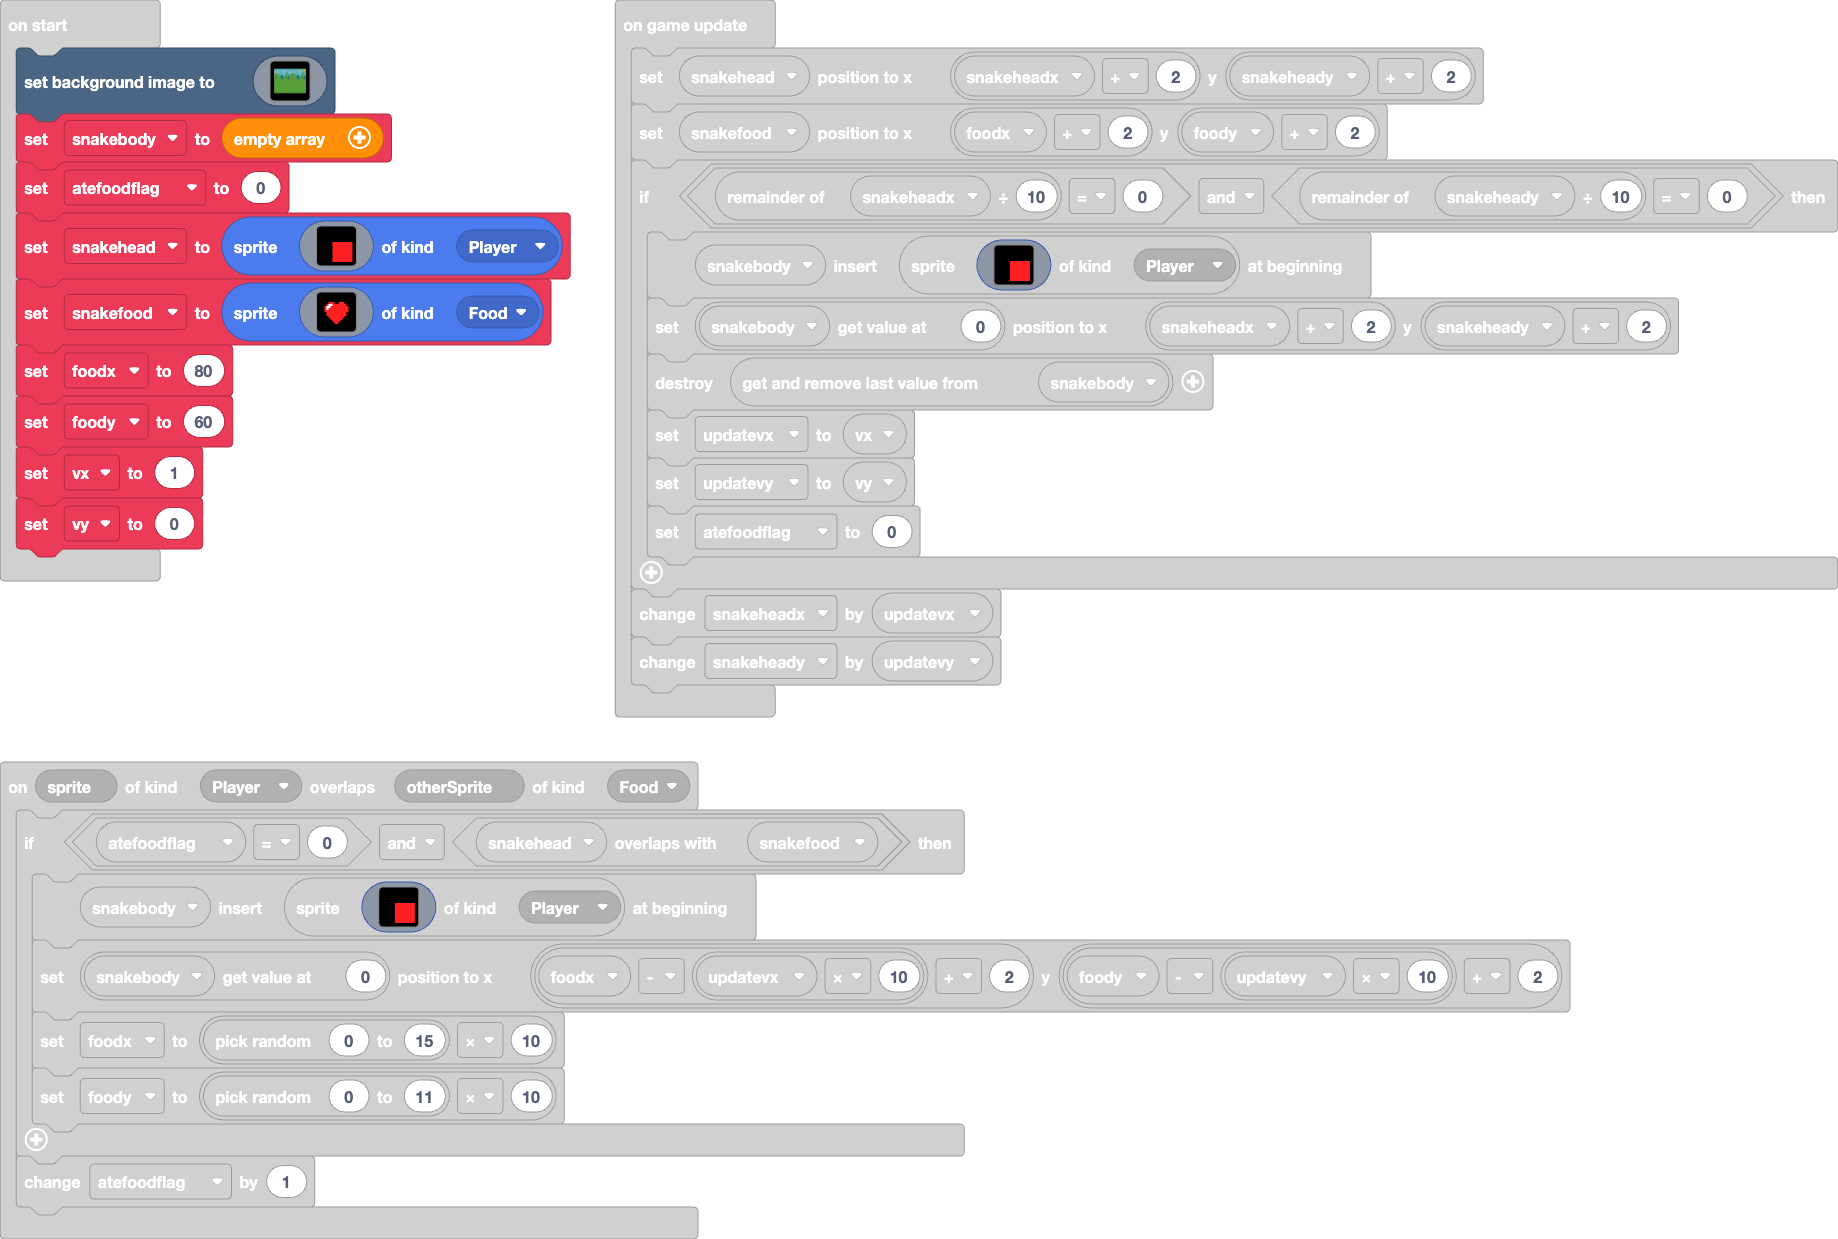 on start
set background image to
set snakebody to empty array
set atefoodflag to 0
set snakehead to sprite of kind Player
set snakefood to sprite of kind Food
set foodx to 80
set foody to 60
set vx to 1
set vy to 0
on game update
set snakehead position to x snakeheadx + 2 y snakeheady + 2
set snakefood position to x foodx + 2 y foody + 2
if remainder of snakeheadx ÷ 10 = 0 and remainder of snakeheady ÷ 10 = 0 then
snakebody insert sprite of kind Player at beginning
set snakebody get value at 0 position to x snakeheadx + 2 y snakeheady + 2
destroy get and remove last value from snakebody
set updatevx to vx
set updatevy to vy
set atefoodflag to 0
change snakeheadx by updatevx
change snakeheady by updatevy
on sprite of kind Player overlaps otherSprite of kind Food
if atefoodflag = 0 and snakehead overlaps with snakefood then
snakebody insert sprite of kind Player at beginning
set snakebody get value at 0 position to x foodx - updatevx × 10 + 2 y foody - updatevy × 10 + 2
set foodx to pick random 0 to 15 × 10
set foody to pick random 0 to 11 × 10
change atefoodflag by 1